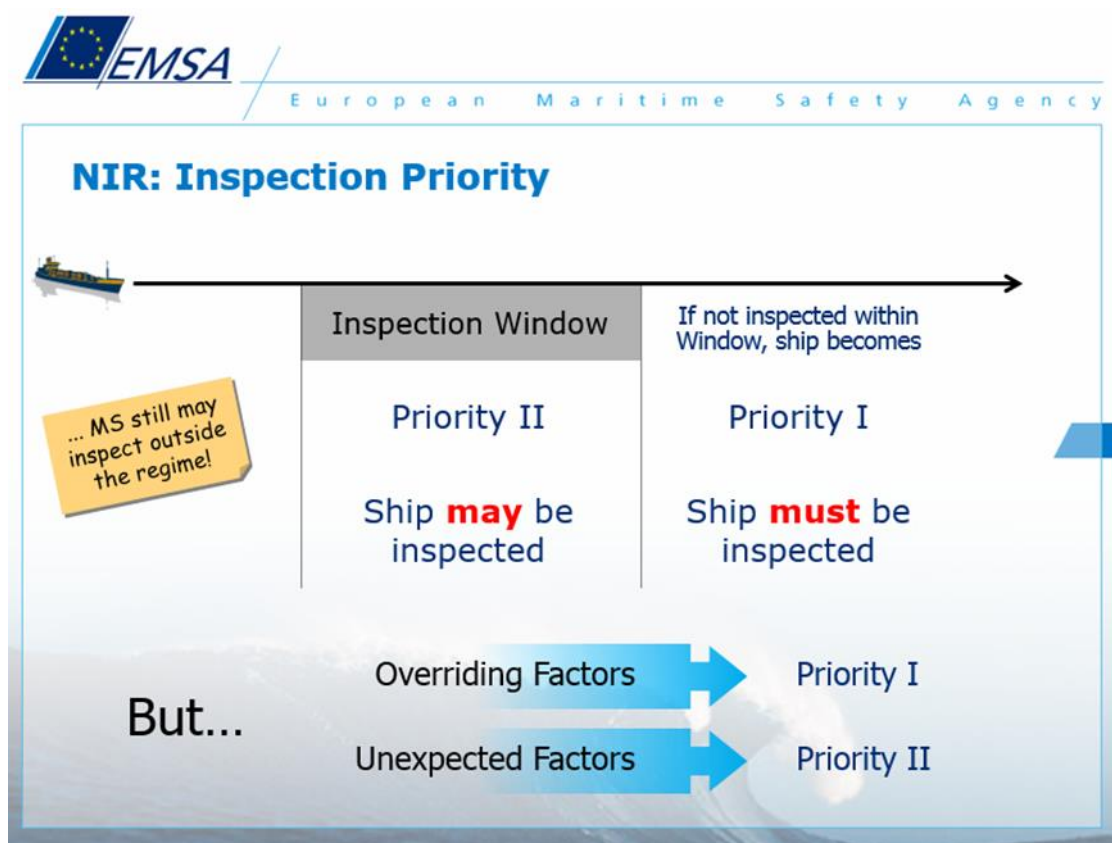 EMSA
European Maritime Safety Agency
NIR: Inspection Priority
Inspection Window
If not inspected within
Window, ship becomes
... MS still may
inspect outside
the regime!
Priority II
Priority I
Ship may be
inspected
Ship must be
inspected
But...
Overriding Factors
Priority I
Unexpected Factors
Priority II